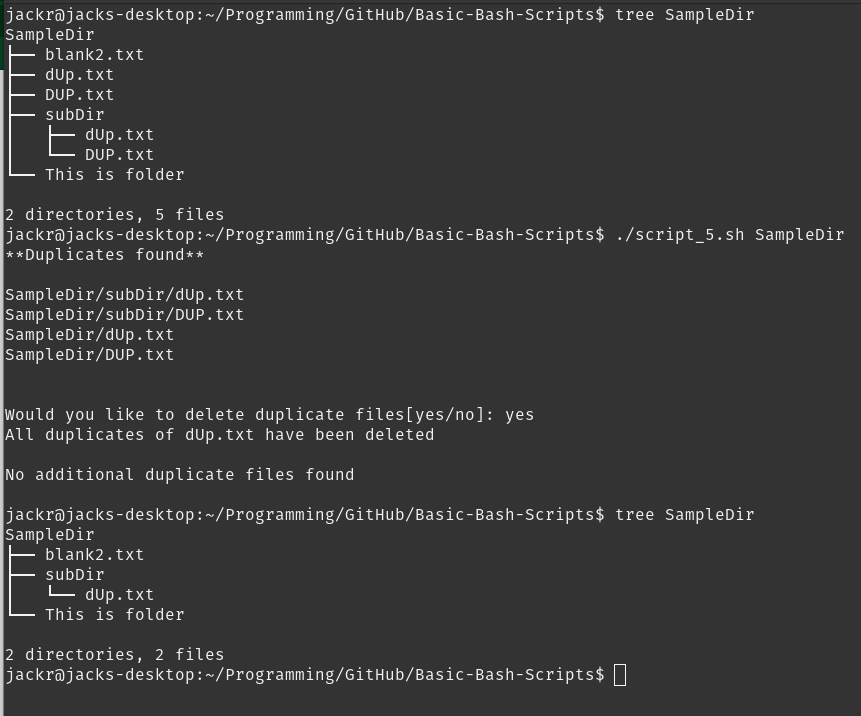 jackr@jacks-desktop:~/Programming/GitHub/Basic-Bash-Scripts$ tree SampleDir
SampleDir
├── blank2.txt
├── dUp.txt
├── DUP.txt
├── subDir
│   ├── dUp.txt
│   └── DUP.txt
└── This is folder

2 directories, 5 files
jackr@jacks-desktop:~/Programming/GitHub/Basic-Bash-Scripts$ ./script_5.sh SampleDir
**Duplicates found**

SampleDir/subDir/dUp.txt
SampleDir/subDir/DUP.txt
SampleDir/dUp.txt
SampleDir/DUP.txt


Would you like to delete duplicate files[yes/no]: yes
All duplicates of dUp.txt have been deleted

No additional duplicate files found

jackr@jacks-desktop:~/Programming/GitHub/Basic-Bash-Scripts$ tree SampleDir
SampleDir
├── blank2.txt
├── subDir
│   └── dUp.txt
└── This is folder

2 directories, 2 files
jackr@jacks-desktop:~/Programming/GitHub/Basic-Bash-Scripts$